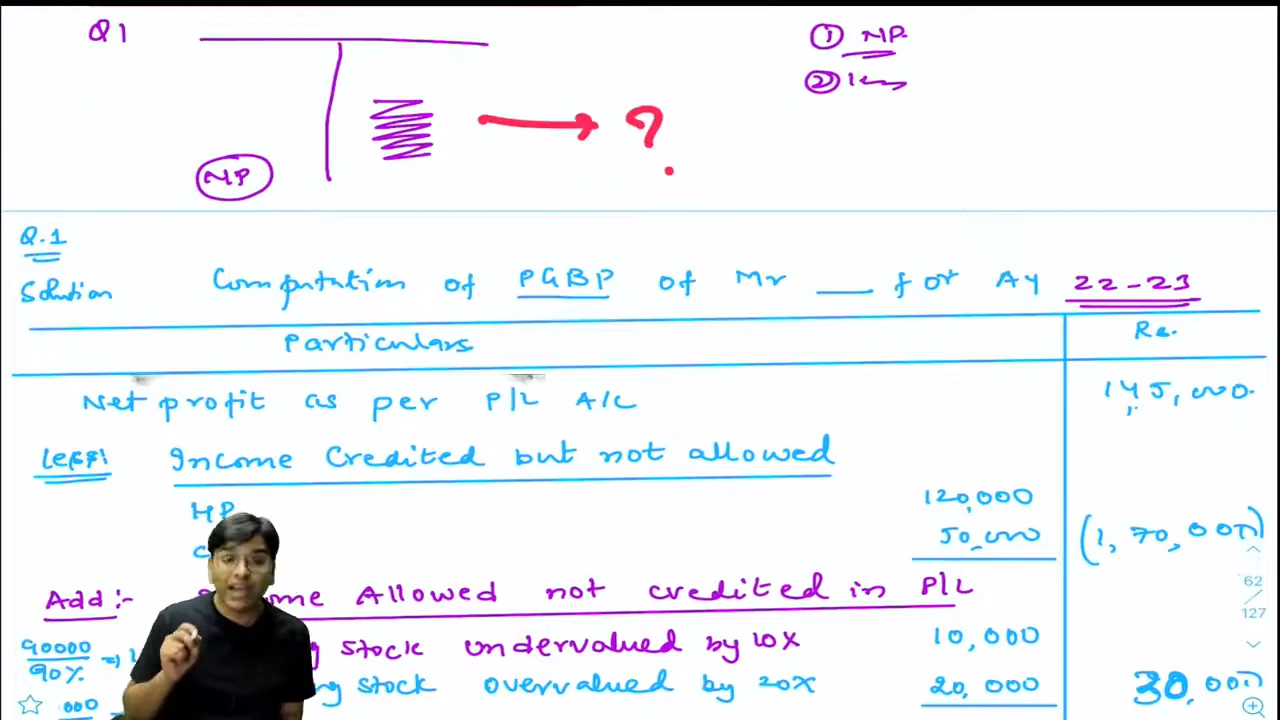 Q1
① NP.
②
?
NP
Q.1
Solution Computation of PGBP of Mr ___ for Ay 22-23
Particulars Rs.
Net profit as per P/L A/C 145,000.
Less:- Income Credited but not allowed
HP 120,000
50,000 (1,70,000)
Add:- Income Allowed not credited in P/L
stock undervalued by 10% 10,000
90000
90%
stock overvalued by 20% 20,000 30,000
62
127